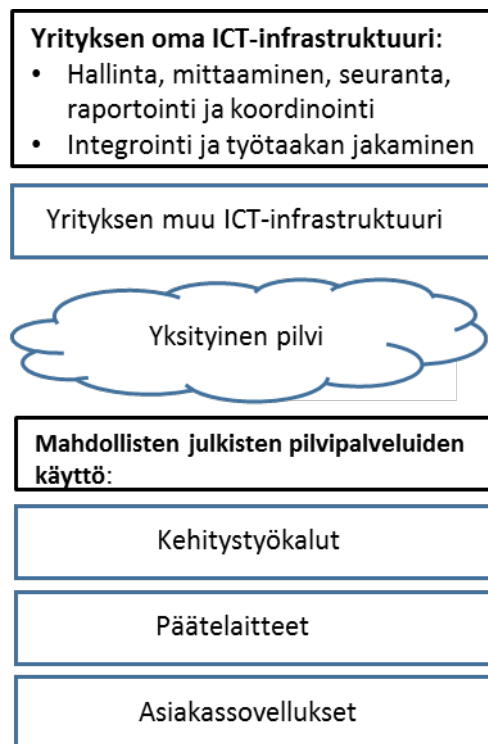 Yrityksen oma ICT-infrastruktuuri:
• Hallinta, mittaaminen, seuranta,
raportointi ja koordinointi
• Integrointi ja työtaakan jakaminen
Yrityksen muu ICT-infrastruktuuri
Yksityinen pilvi
Mahdollisten julkisten pilvipalveluiden
käyttö:
Kehitystyökalut
Päätelaitteet
Asiakassovellukset